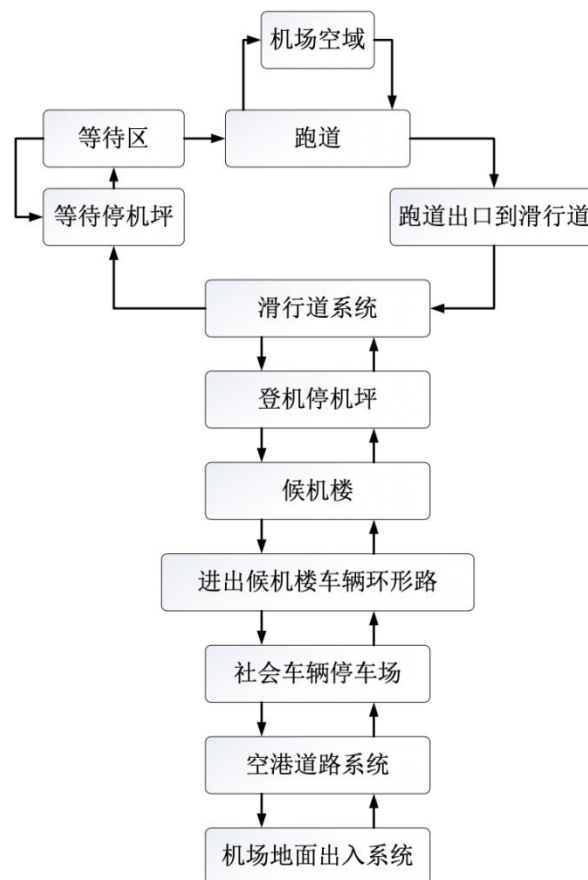 机场空域
等待区
跑道
等待停机坪
跑道出口到滑行道
滑行道系统
登机停机坪
候机楼
进出候机楼车辆环形路
社会车辆停车场
空港道路系统
机场地面出入系统